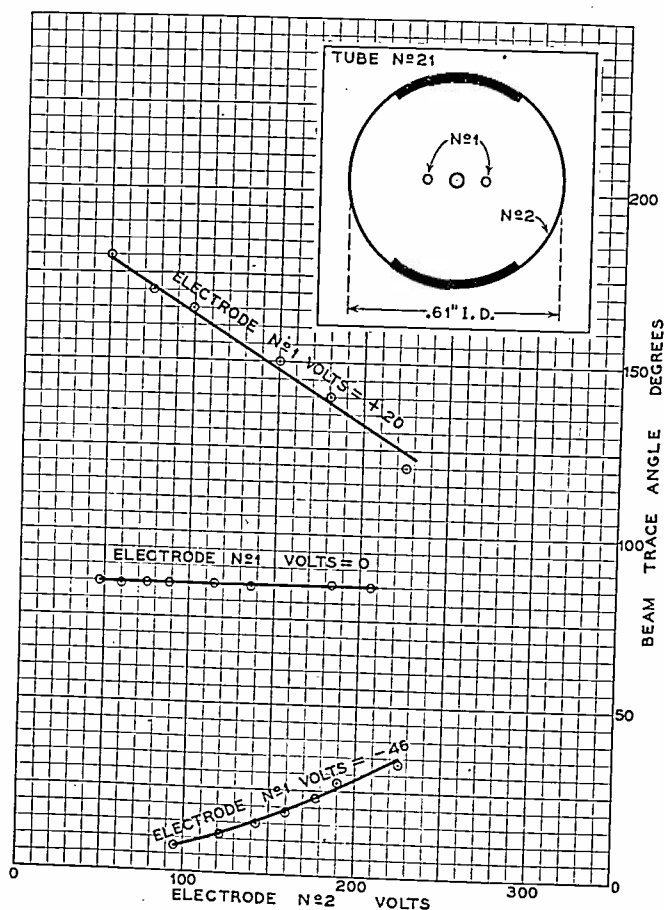 TUBE Nº21
Nº1
Nº2
.61" I.D.
ELECTRODE Nº1 VOLTS = +20
ELECTRODE Nº1 VOLTS = 0
ELECTRODE Nº1 VOLTS = -46
200
150
100
50
0
BEAM TRACE ANGLE DEGREES
0 100 200 300
ELECTRODE Nº2 VOLTS